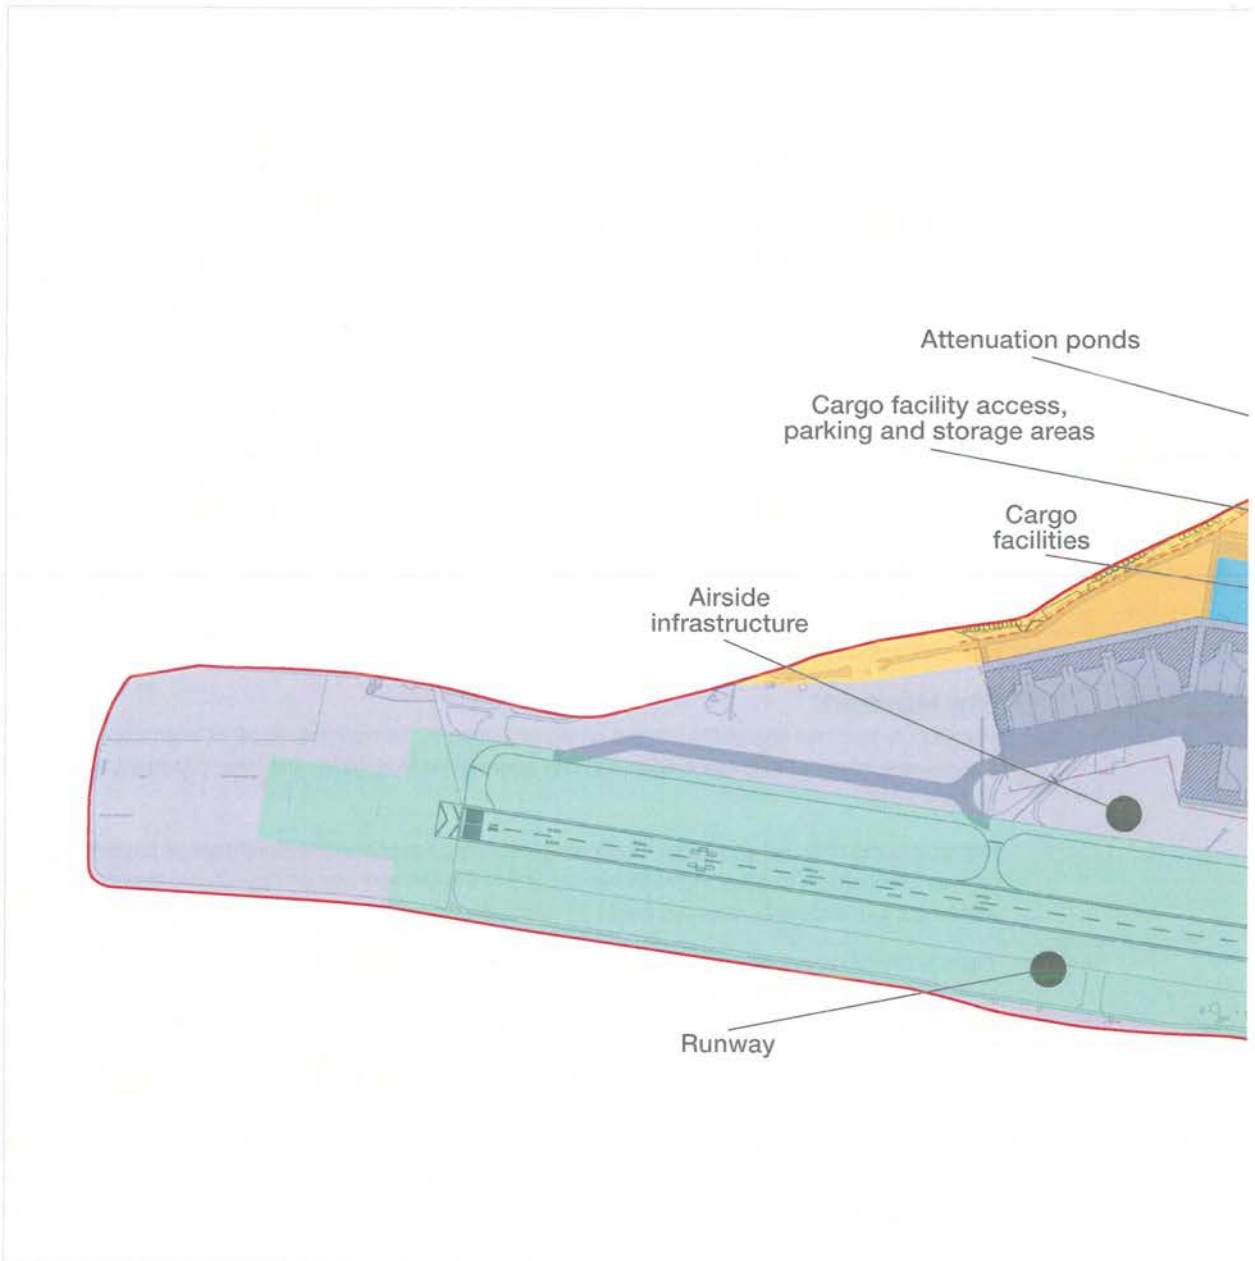 Attenuation ponds
Cargo facility access,
parking and storage areas
Cargo
facilities
Airside
infrastructure
Runway